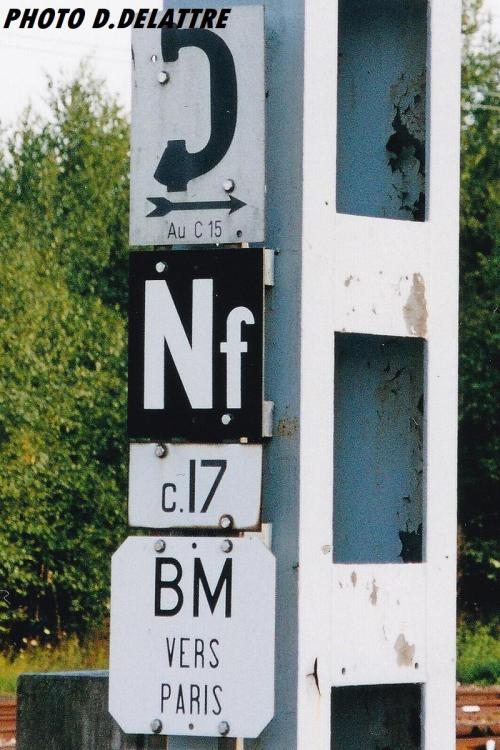 PHOTO D.DELATTRE
Au C 15
Nf
c.17
BM
VERS
PARIS